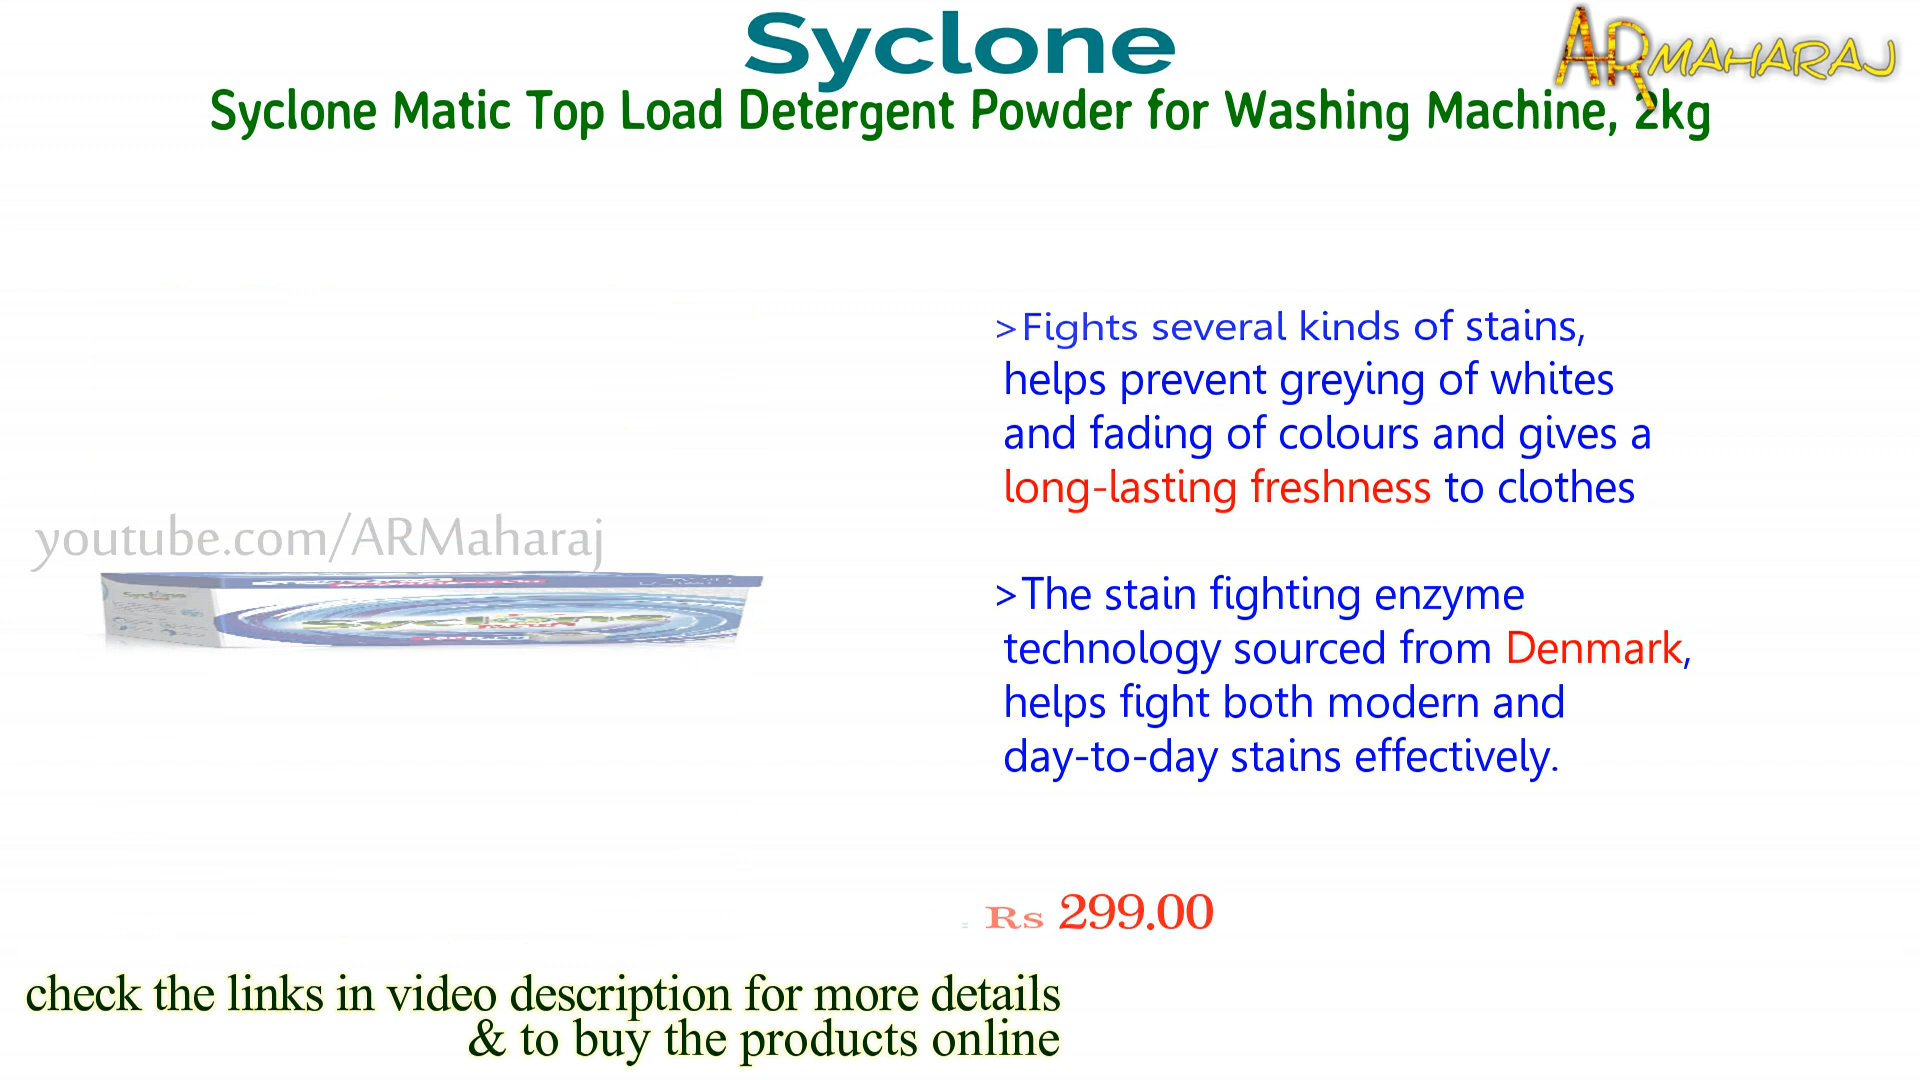 Syclone
ARMAHARAJ
Syclone Matic Top Load Detergent Powder for Washing Machine, 2kg
>Fights several kinds of stains,
helps prevent greying of whites
and fading of colours and gives a
long-lasting freshness to clothes
youtube.com/ARMaharaj
Syclone
syclone
>The stain fighting enzyme
technology sourced from Denmark,
helps fight both modern and
day-to-day stains effectively.
Rs 299.00
check the links in video description for more details
& to buy the products online